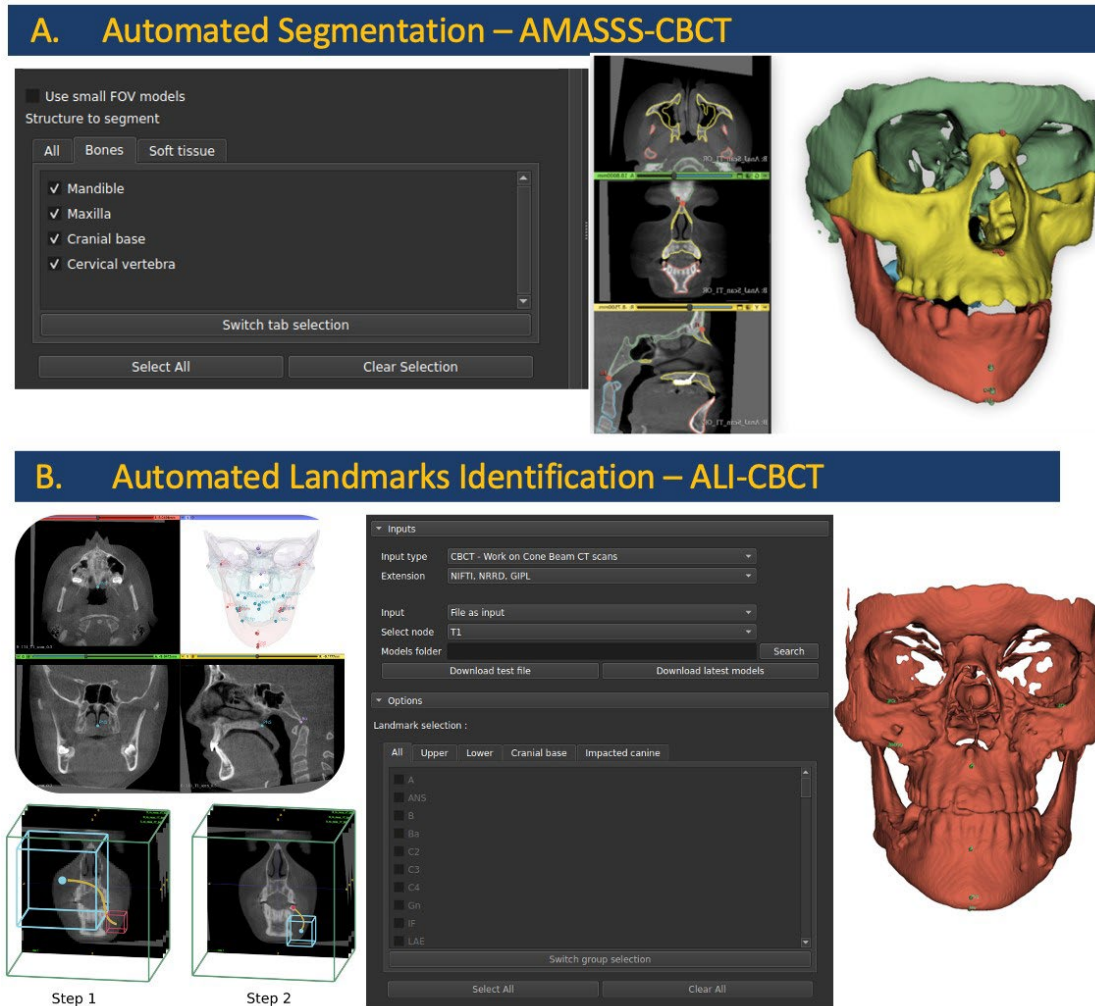 A. Automated Segmentation – AMASSS-CBCT
Use small FOV models
Structure to segment
All Bones Soft tissue
Mandible
Maxilla
Cranial base
Cervical vertebra
Switch tab selection
Select All Clear Selection
B. Automated Landmarks Identification – ALI-CBCT
Inputs
Input type CBCT - Work on Cone Beam CT scans
Extension NIFTI, NRRD, GIPL
Input File as input
Select node T1
Models folder Search
Download test file Download latest models
Options
Landmark selection :
All Upper Lower Cranial base Impacted canine
A
ANS
B
Ba
C2
C3
C4
Gn
IF
LAE
Switch group selection
Select All Clear All
Step 1 Step 2